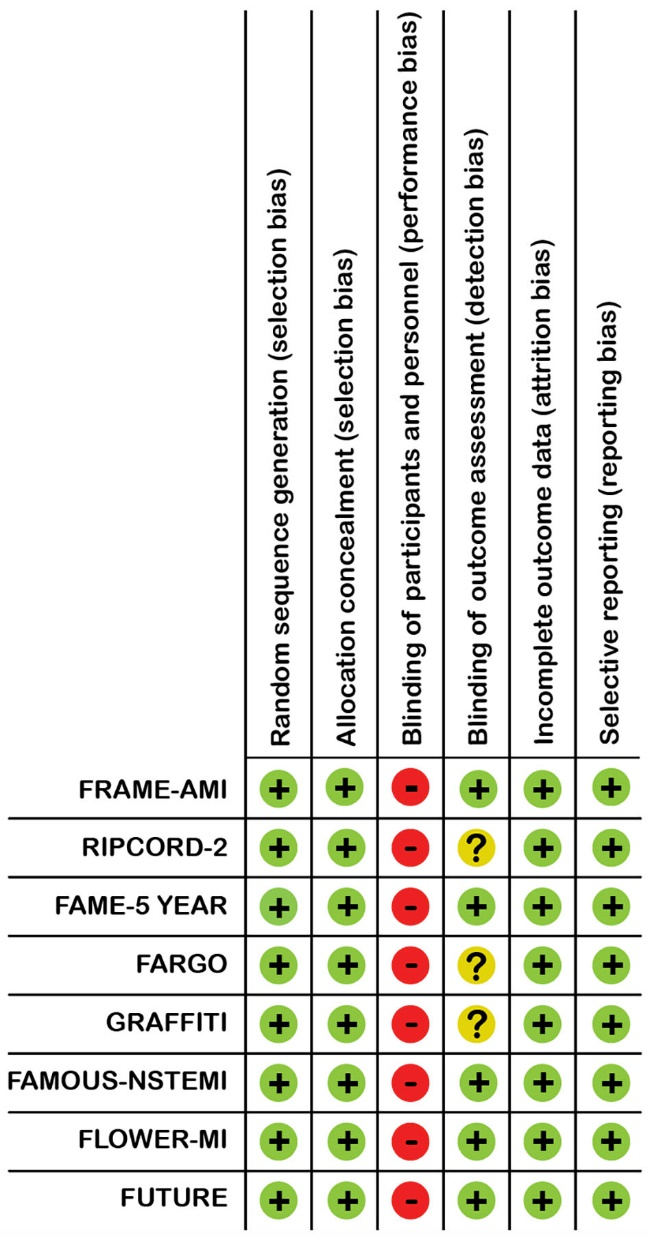 Random sequence generation (selection bias)
Allocation concealment (selection bias)
Blinding of participants and personnel (performance bias)
Blinding of outcome assessment (detection bias)
Incomplete outcome data (attrition bias)
Selective reporting (reporting bias)
FRAME-AMI + + - + + +
RIPCORD-2 + + - ? + +
FAME-5 YEAR + + - + + +
FARGO + + - ? + +
GRAFFITI + + - ? + +
FAMOUS-NSTEMI + + - + + +
FLOWER-MI + + - + + +
FUTURE + + - + + +